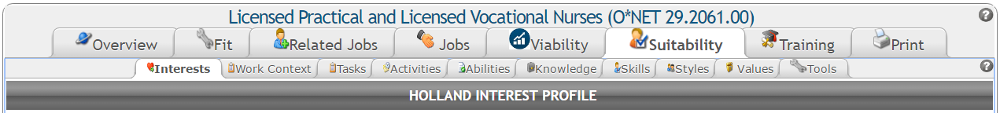 Licensed Practical and Licensed Vocational Nurses (O*NET 29.2061.00)
Overview Fit Related Jobs Jobs Viability Suitability Training Print
Interests Work Context Tasks Activities Abilities Knowledge Skills Styles Values Tools
HOLLAND INTEREST PROFILE